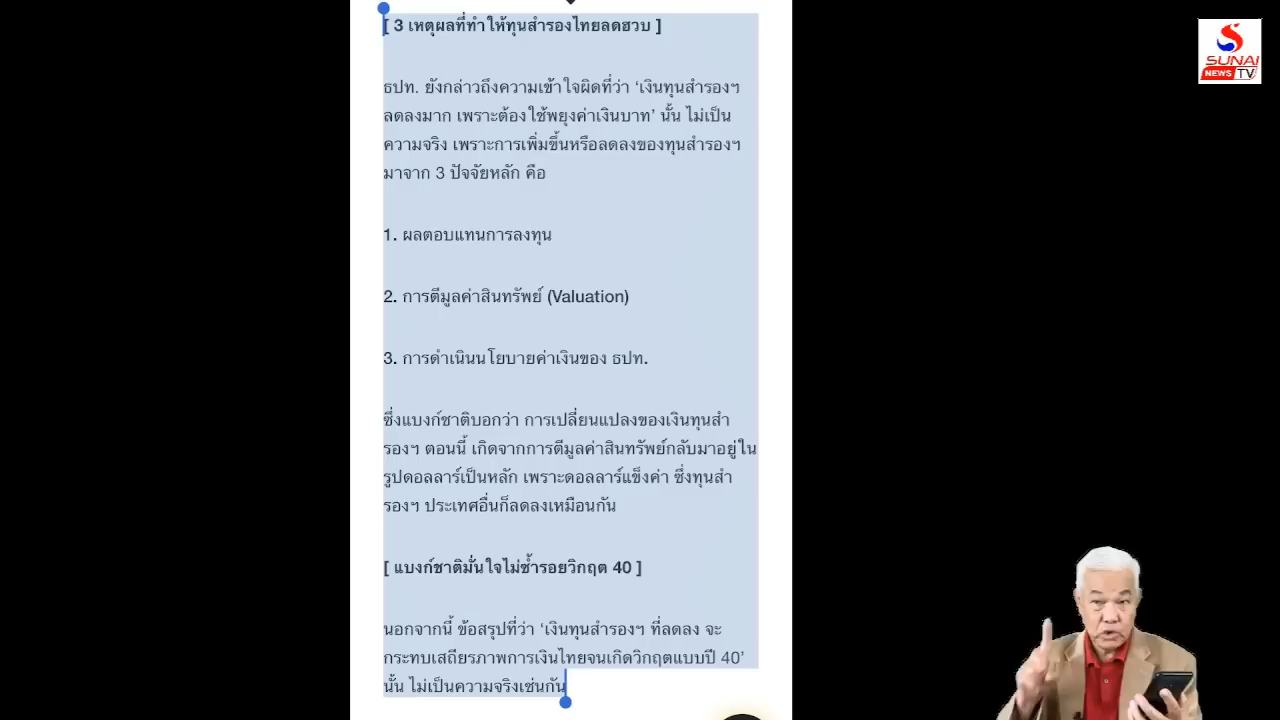 [ 3 เหตุผลที่ทำให้ทุนสำรองไทยลดฮวบ ]
ธปท. ยังกล่าวถึงความเข้าใจผิดที่ว่า ‘เงินทุนสำรองฯ
ลดลงมาก เพราะต้องใช้พยุงค่าเงินบาท’ นั้น ไม่เป็น
ความจริง เพราะการเพิ่มขึ้นหรือลดลงของทุนสำรองฯ
มาจาก 3 ปัจจัยหลัก คือ
1. ผลตอบแทนการลงทุน
2. การตีมูลค่าสินทรัพย์ (Valuation)
3. การดำเนินนโยบายค่าเงินของ ธปท.
ซึ่งแบงก์ชาติบอกว่า การเปลี่ยนแปลงของเงินทุนสำ
รองฯ ตอนนี้ เกิดจากการตีมูลค่าสินทรัพย์กลับมาอยู่ใน
รูปดอลลาร์เป็นหลัก เพราะดอลลาร์แข็งค่า ซึ่งทุนสำ
รองฯ ประเทศอื่นก็ลดลงเหมือนกัน
[ แบงก์ชาติมั่นใจไม่ซ้ำรอยวิกฤต 40 ]
นอกจากนี้ ข้อสรุปที่ว่า ‘เงินทุนสำรองฯ ที่ลดลง จะ
กระทบเสถียรภาพการเงินไทยจนเกิดวิกฤตแบบปี 40’
นั้น ไม่เป็นความจริงเช่นกัน
SUNAI
NEWS TV